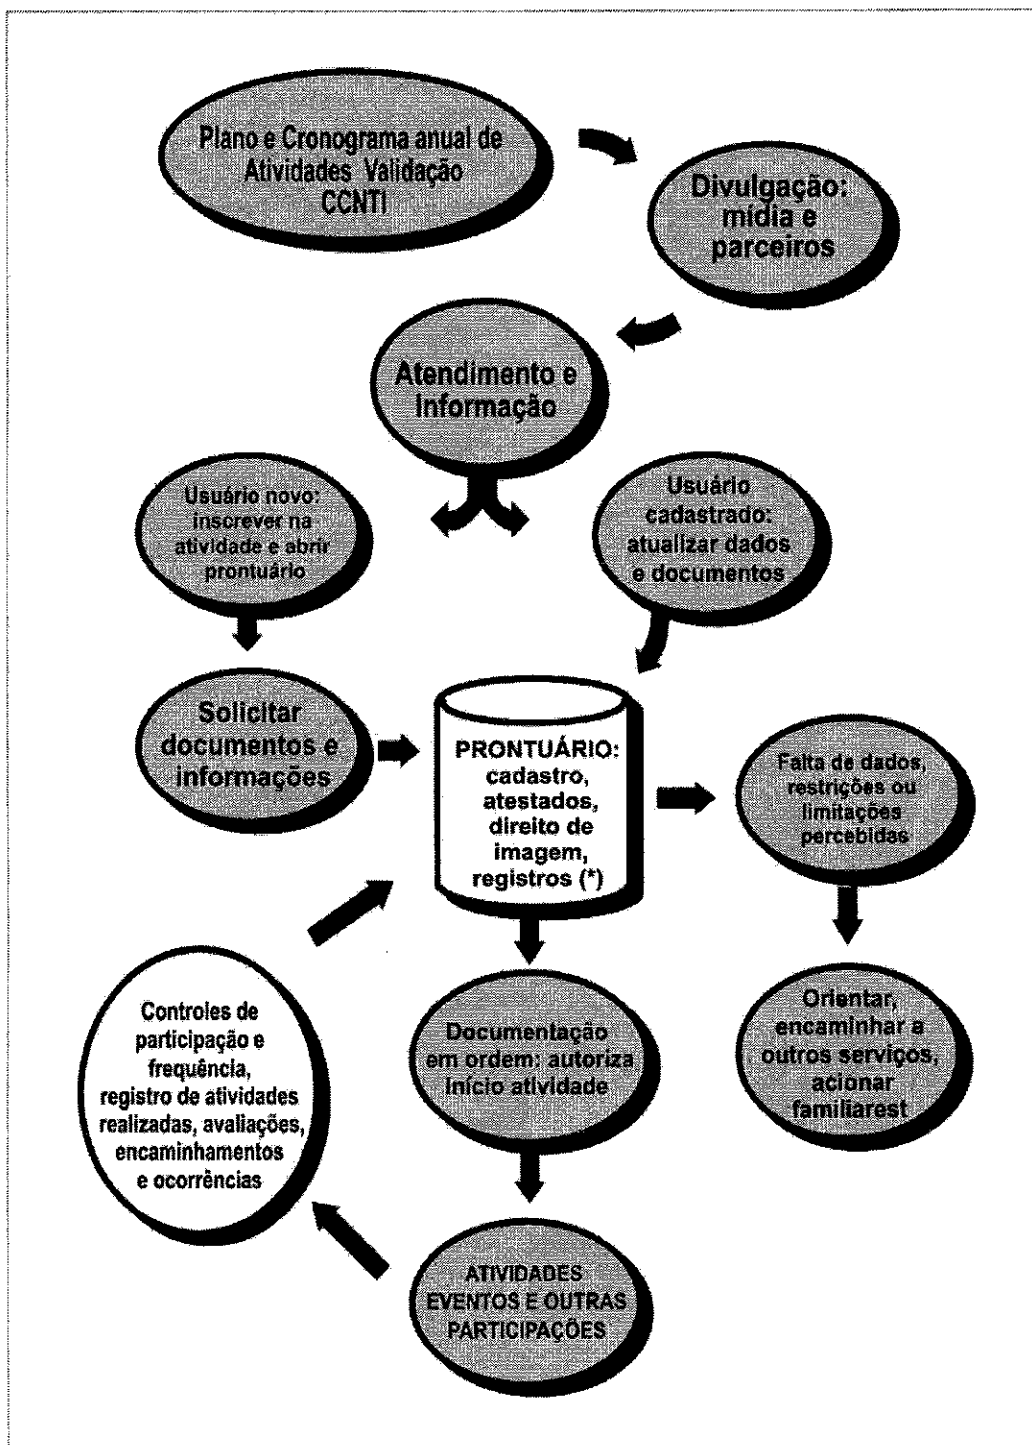 Plano e Cronograma anual de
Atividades Validação
CCNTI
Divulgação:
mídia e
parceiros
Atendimento e
Informação
Usuário novo:
inscrever na
atividade e abrir
prontuário
Usuário
cadastrado:
atualizar dados
e documentos
Solicitar
documentos e
informações
PRONTUÁRIO:
cadastro,
atestados,
direito de
imagem,
registros (*)
Falta de dados,
restrições ou
limitações
percebidas
Controles de
participação e
frequência,
registro de atividades
realizadas, avaliações,
encaminhamentos
e ocorrências
Documentação
em ordem: autoriza
Início atividade
Orientar,
encaminhar a
outros serviços,
acionar
familiarest
ATIVIDADES
EVENTOS E OUTRAS
PARTICIPAÇÕES